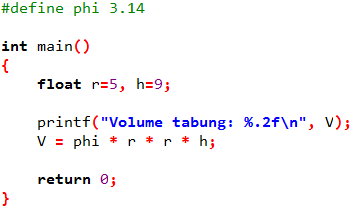 #define phi 3.14
int main()
{
float r=5, h=9;
printf("Volume tabung: %.2f\n", V);
V = phi * r * r * h;
return 0;
}